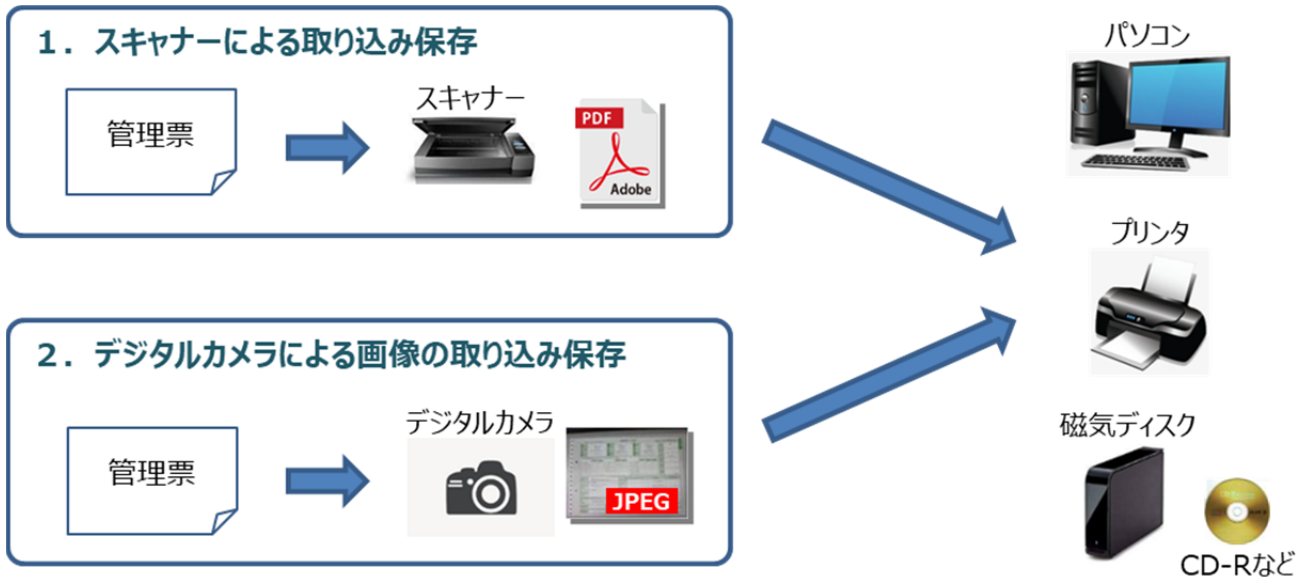 1．スキャナーによる取り込み保存
管理票
スキャナー
PDF
Adobe
2．デジタルカメラによる画像の取り込み保存
管理票
デジタルカメラ
JPEG
パソコン
プリンタ
磁気ディスク
CD-Rなど